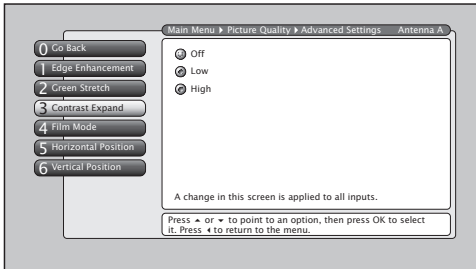 Main Menu ▸ Picture Quality ▸ Advanced Settings Antenna A
0 Go Back
1 Edge Enhancement
2 Green Stretch
3 Contrast Expand
4 Film Mode
5 Horizontal Position
6 Vertical Position
Off
Low
High
A change in this screen is applied to all inputs.
Press ▴ or ▾ to point to an option, then press OK to select
it. Press ◂ to return to the menu.